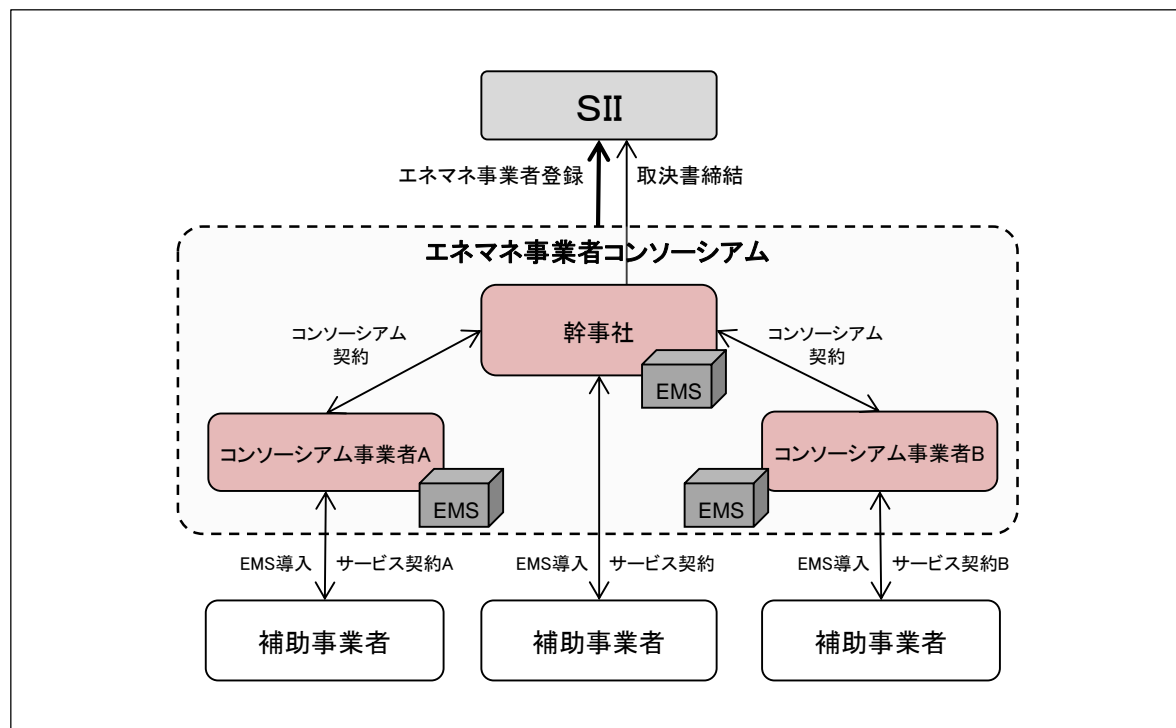 SII
エネマネ事業者登録
取決書締結
エネマネ事業者コンソーシアム
コンソーシアム
契約
幹事社
EMS
コンソーシアム
契約
コンソーシアム事業者A
EMS
コンソーシアム事業者B
EMS
EMS導入 サービス契約A
EMS導入 サービス契約
EMS導入 サービス契約B
補助事業者
補助事業者
補助事業者